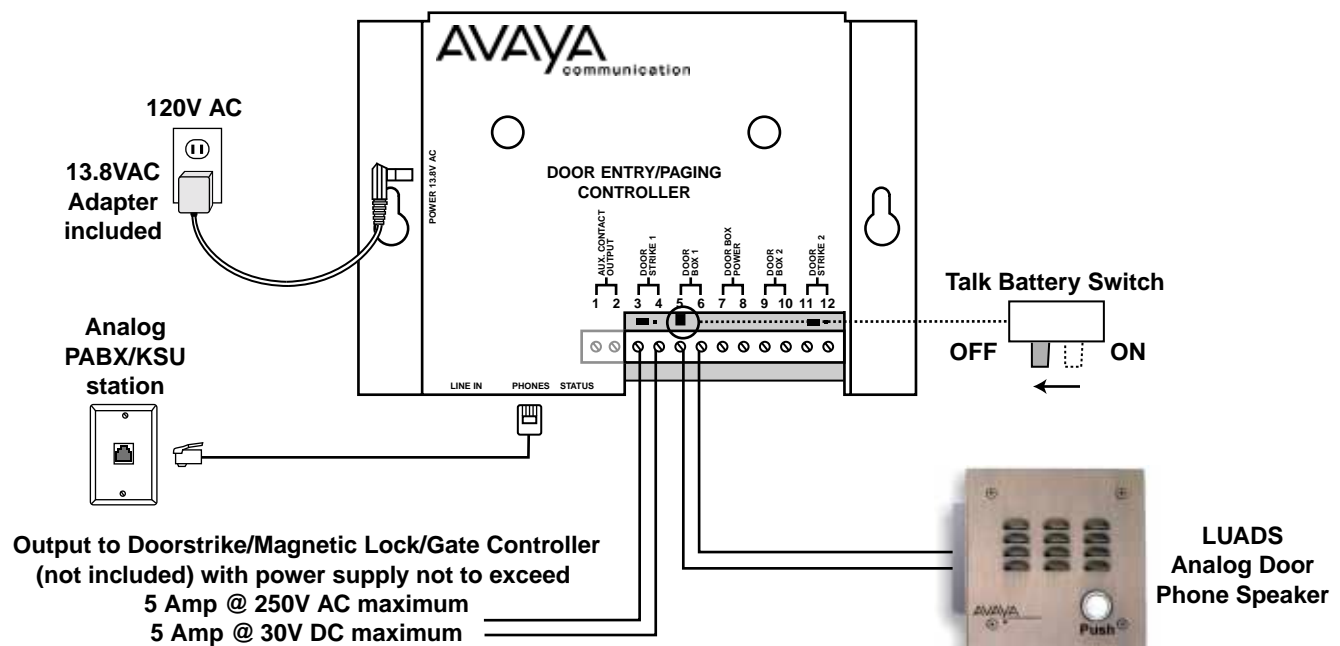 AVAYA
communication
120V AC
13.8VAC
Adapter
included
POWER 13.8V AC
DOOR ENTRY/PAGING
CONTROLLER
AUX. CONTACT
OUTPUT
DOOR
STRIKE 1
DOOR
BOX 1
DOOR BOX
POWER
DOOR
BOX 2
DOOR
STRIKE 2
1 2 3 4 5 6 7 8 9 10 11 12
Talk Battery Switch
OFF ON
Analog
PABX/KSU
station
LINE IN PHONES STATUS
Output to Doorstrike/Magnetic Lock/Gate Controller
(not included) with power supply not to exceed
5 Amp @ 250V AC maximum
5 Amp @ 30V DC maximum
AVAYA
Push
LUADS
Analog Door
Phone Speaker